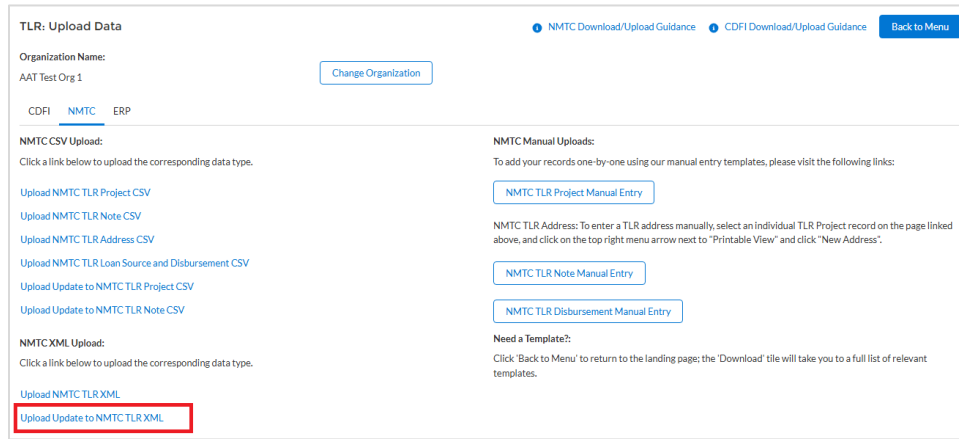 TLR: Upload Data
NMTC Download/Upload Guidance
CDFI Download/Upload Guidance
Back to Menu
Organization Name:
AAT Test Org 1
Change Organization
CDFI
NMTC
ERP
NMTC CSV Upload:
Click a link below to upload the corresponding data type.
Upload NMTC TLR Project CSV
Upload NMTC TLR Note CSV
Upload NMTC TLR Address CSV
Upload NMTC TLR Loan Source and Disbursement CSV
Upload Update to NMTC TLR Project CSV
Upload Update to NMTC TLR Note CSV
NMTC XML Upload:
Click a link below to upload the corresponding data type.
Upload NMTC TLR XML
Upload Update to NMTC TLR XML
NMTC Manual Uploads:
To add your records one-by-one using our manual entry templates, please visit the following links:
NMTC TLR Project Manual Entry
NMTC TLR Address: To enter a TLR address manually, select an individual TLR Project record on the page linked
above, and click on the top right menu arrow next to "Printable View" and click "New Address".
NMTC TLR Note Manual Entry
NMTC TLR Disbursement Manual Entry
Need a Template?:
Click 'Back to Menu' to return to the landing page; the 'Download' tile will take you to a full list of relevant
templates.